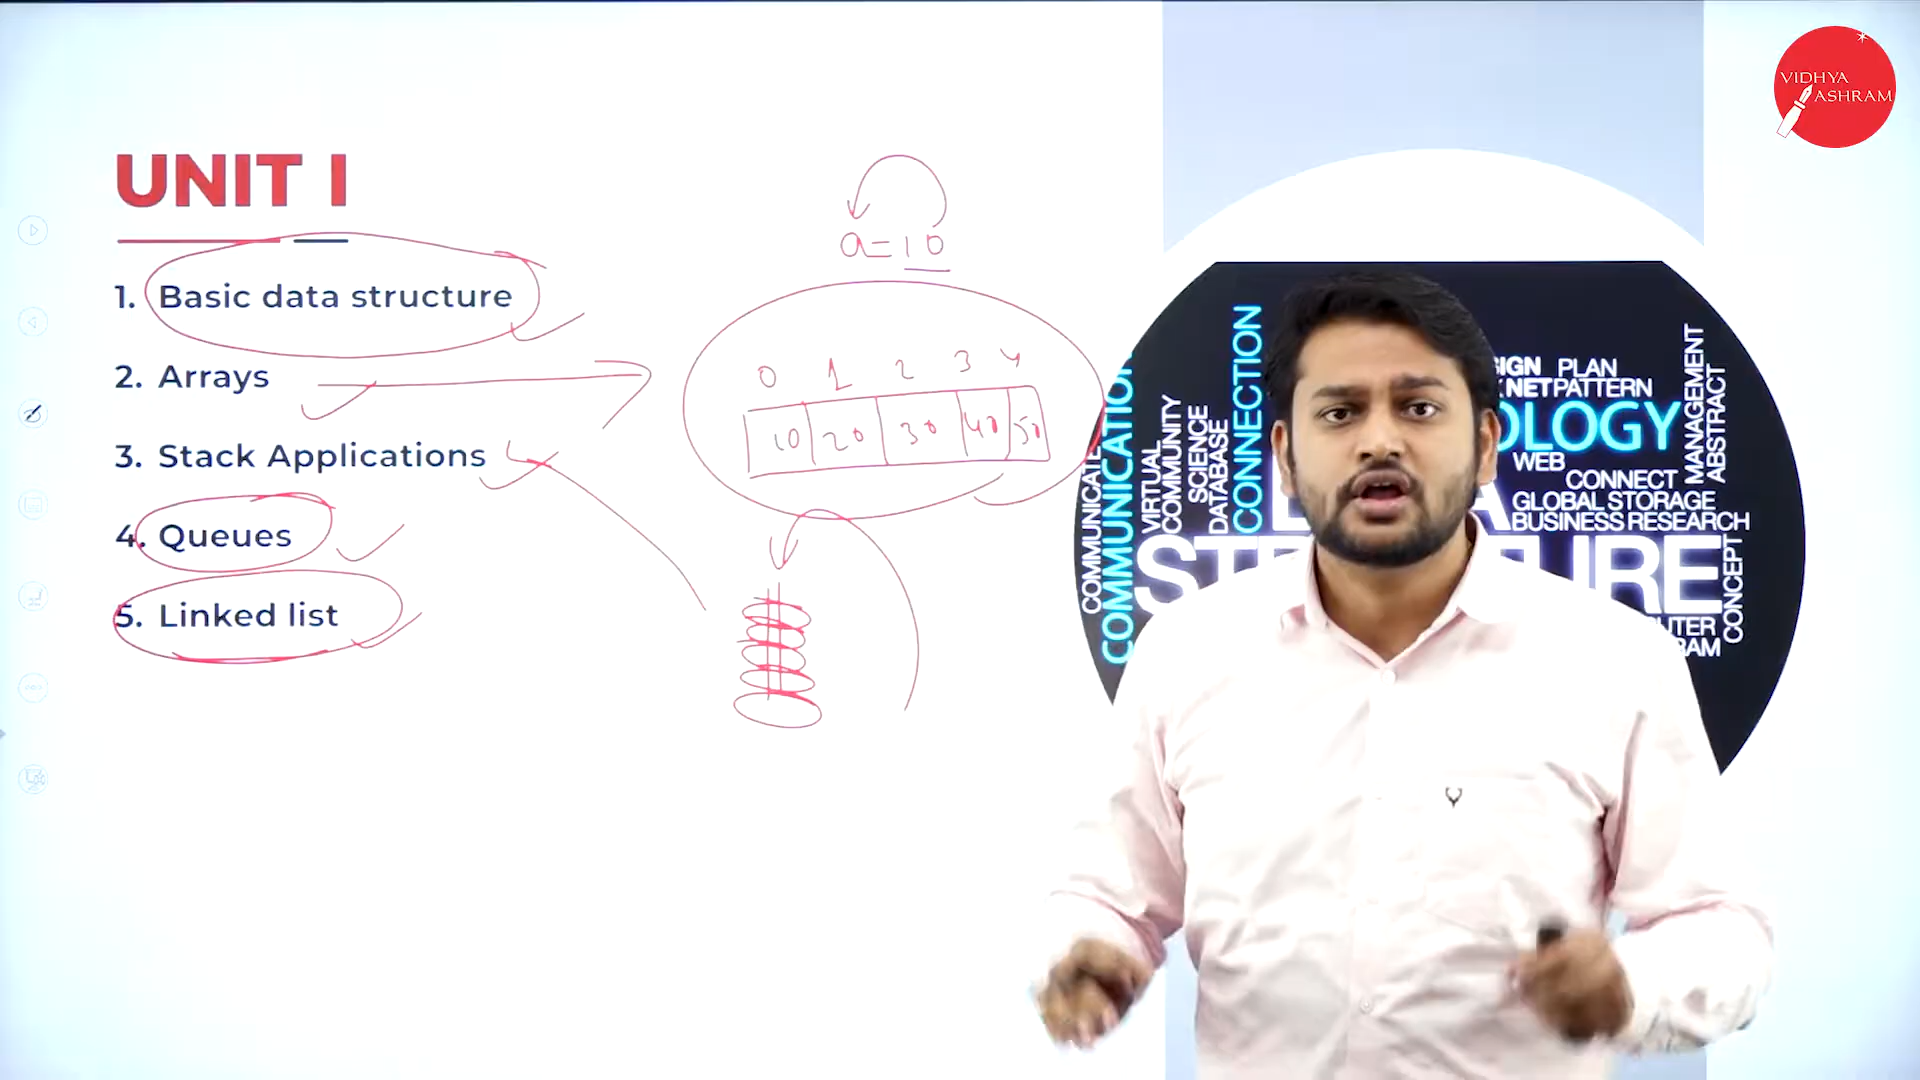 VIDHYA
ASHRAM
UNIT I
1. Basic data structure
2. Arrays
3. Stack Applications
4. Queues
5. Linked list
a=10
0 1 2 3 4
10 20 30 40 50
COMMUNICATION
VIRTUAL
COMMUNITY
SCIENCE
DATABASE
CONNECTION
PLAN
NET PATTERN
WEB
CONNECT
GLOBAL STORAGE
BUSINESS RESEARCH
MANAGEMENT
ABSTRACT
CONCEPT